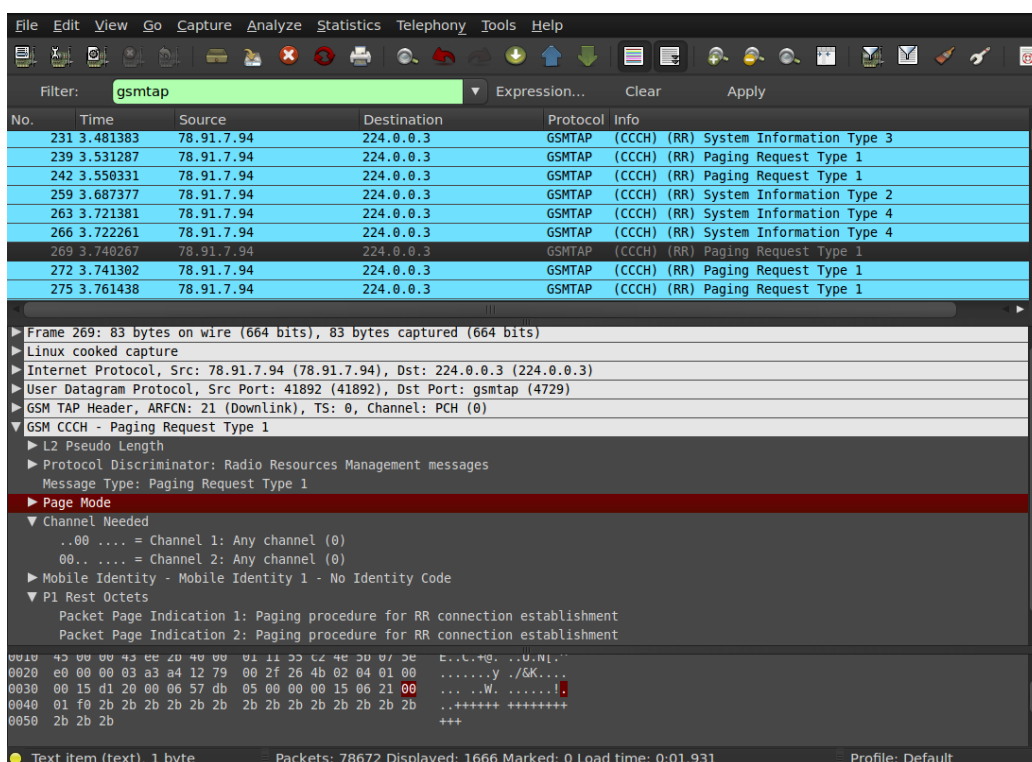 File Edit View Go Capture Analyze Statistics Telephony Tools Help
Filter: gsmtap Expression... Clear Apply
No. Time Source Destination Protocol Info
231 3.481383 78.91.7.94 224.0.0.3 GSMTAP (CCCH) (RR) System Information Type 3
239 3.531287 78.91.7.94 224.0.0.3 GSMTAP (CCCH) (RR) Paging Request Type 1
242 3.550331 78.91.7.94 224.0.0.3 GSMTAP (CCCH) (RR) Paging Request Type 1
259 3.687377 78.91.7.94 224.0.0.3 GSMTAP (CCCH) (RR) System Information Type 2
263 3.721381 78.91.7.94 224.0.0.3 GSMTAP (CCCH) (RR) System Information Type 4
266 3.722261 78.91.7.94 224.0.0.3 GSMTAP (CCCH) (RR) System Information Type 4
269 3.740267 78.91.7.94 224.0.0.3 GSMTAP (CCCH) (RR) Paging Request Type 1
272 3.741302 78.91.7.94 224.0.0.3 GSMTAP (CCCH) (RR) Paging Request Type 1
275 3.761438 78.91.7.94 224.0.0.3 GSMTAP (CCCH) (RR) Paging Request Type 1
Frame 269: 83 bytes on wire (664 bits), 83 bytes captured (664 bits)
Linux cooked capture
Internet Protocol, Src: 78.91.7.94 (78.91.7.94), Dst: 224.0.0.3 (224.0.0.3)
User Datagram Protocol, Src Port: 41892 (41892), Dst Port: gsmtap (4729)
GSM TAP Header, ARFCN: 21 (Downlink), TS: 0, Channel: PCH (0)
GSM CCCH - Paging Request Type 1
L2 Pseudo Length
Protocol Discriminator: Radio Resources Management messages
Message Type: Paging Request Type 1
Page Mode
Channel Needed
..00 .... = Channel 1: Any channel (0)
00.. .... = Channel 2: Any channel (0)
Mobile Identity - Mobile Identity 1 - No Identity Code
P1 Rest Octets
Packet Page Indication 1: Paging procedure for RR connection establishment
Packet Page Indication 2: Paging procedure for RR connection establishment
0010 45 00 00 43 ee 2b 40 00 01 11 55 c2 4e 5b 07 5e E..C.+@. ..U.N[.^
0020 e0 00 00 03 a3 a4 12 79 00 2f 26 4b 02 04 01 00 .......y ./&K....
0030 00 15 d1 20 00 06 57 db 05 00 00 00 15 06 21 00 ... ..W. ......!.
0040 01 f0 2b 2b 2b 2b 2b 2b 2b 2b 2b 2b 2b 2b 2b 2b ..++++++ ++++++++
0050 2b 2b 2b +++
Text item (text), 1 byte Packets: 78672 Displayed: 1666 Marked: 0 Load time: 0:01.931 Profile: Default